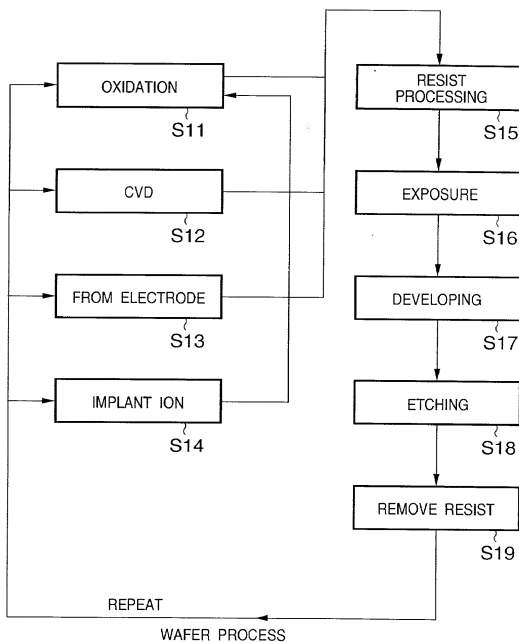 OXIDATION
S11
CVD
S12
FROM ELECTRODE
S13
IMPLANT ION
S14
RESIST
PROCESSING
S15
EXPOSURE
S16
DEVELOPING
S17
ETCHING
S18
REMOVE RESIST
S19
REPEAT
WAFER PROCESS